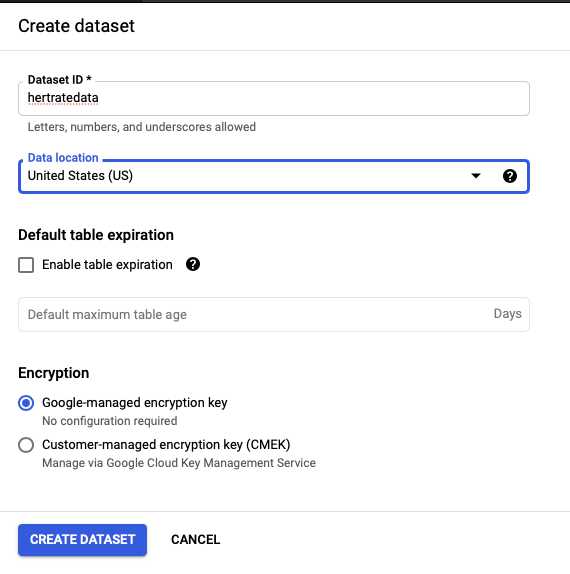 Create dataset
Dataset ID *
hertratedata
Letters, numbers, and underscores allowed
Data location
United States (US)
Default table expiration
Enable table expiration
Default maximum table age Days
Encryption
Google-managed encryption key
No configuration required
Customer-managed encryption key (CMEK)
Manage via Google Cloud Key Management Service
CREATE DATASET CANCEL